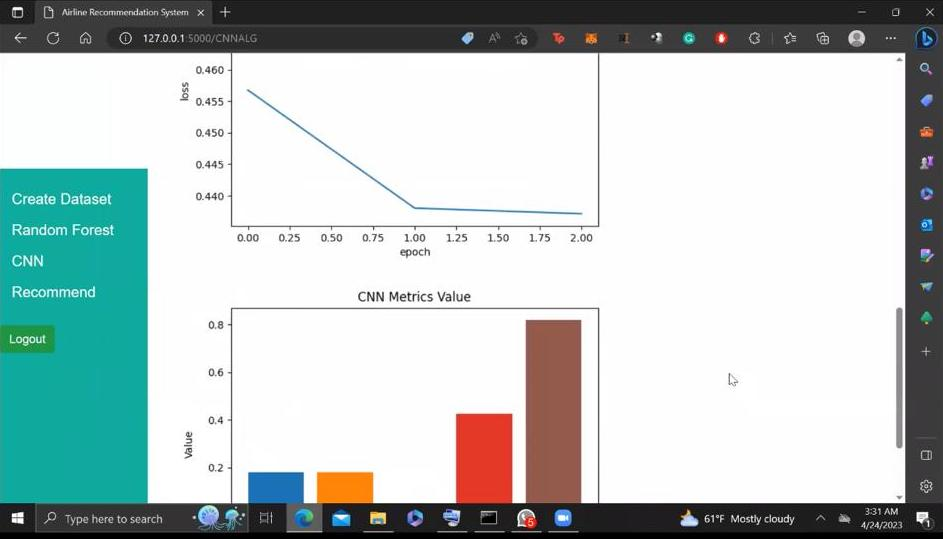 Airline Recommendation System
127.0.0.1:5000/CNNALG
0.460
0.455
0.450
0.445
0.440
loss
0.00 0.25 0.50 0.75 1.00 1.25 1.50 1.75 2.00
epoch
Create Dataset
Random Forest
CNN
Recommend
Logout
CNN Metrics Value
0.8
0.6
0.4
0.2
Value
Type here to search
5
61°F Mostly cloudy
3:31 AM
4/24/2023
1